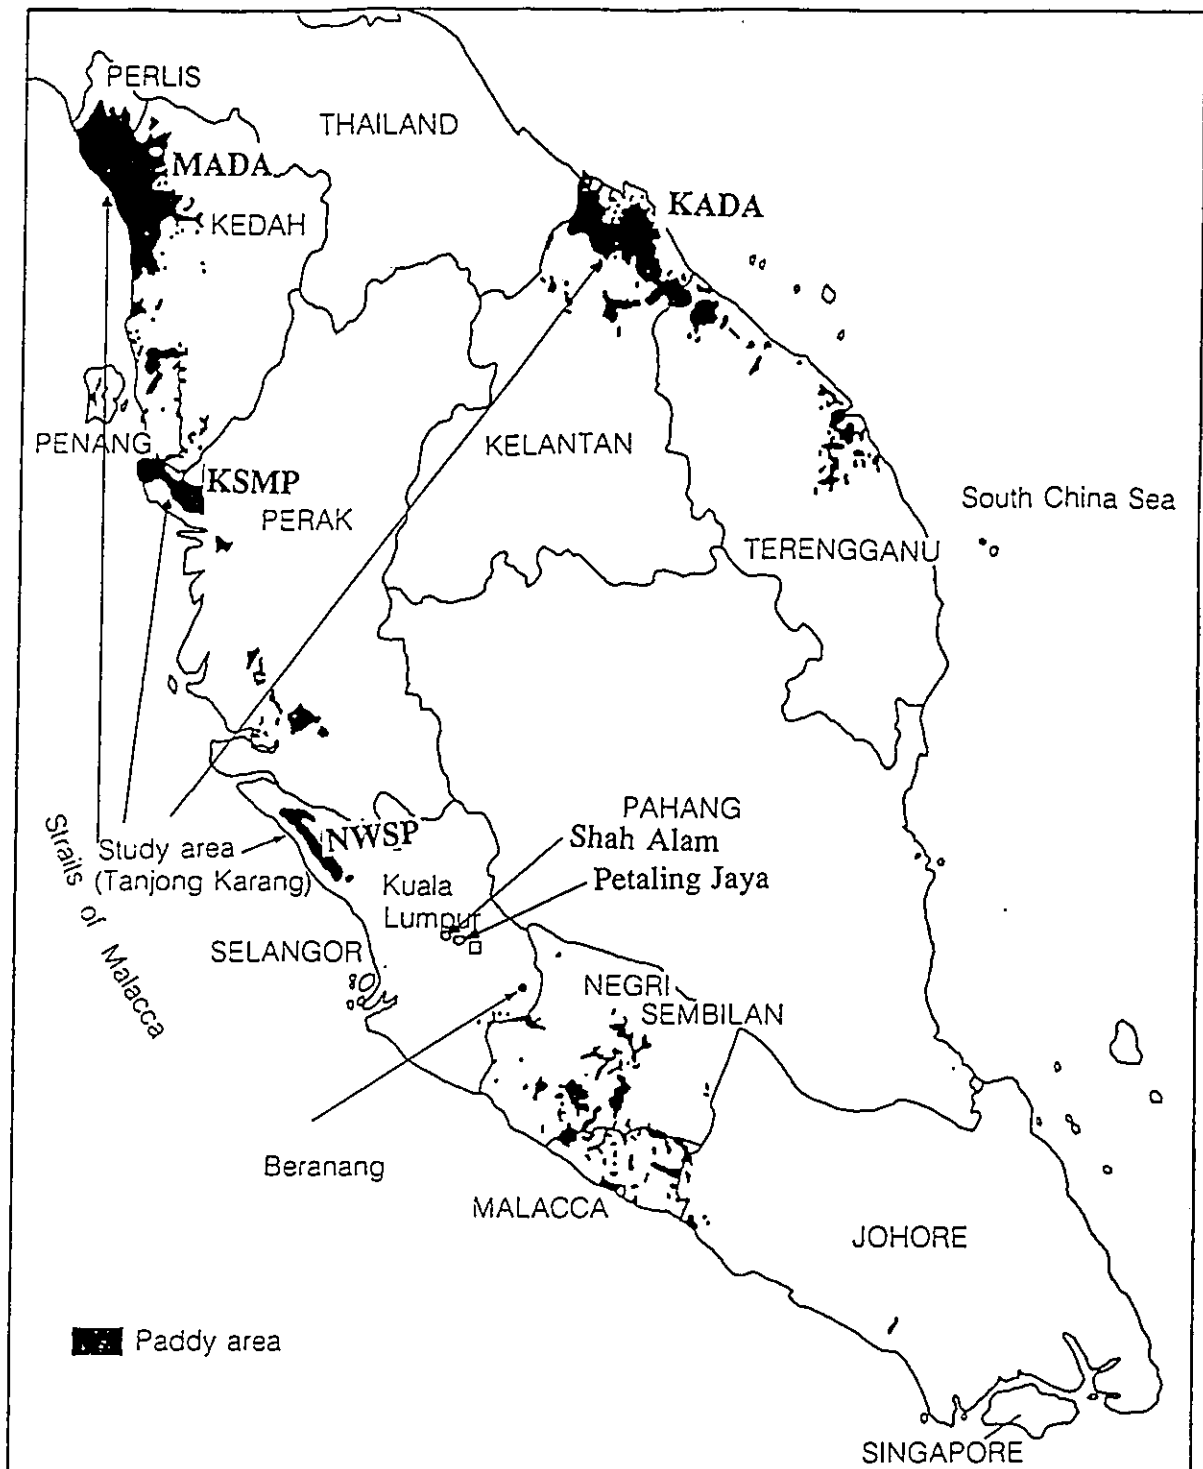 PERLIS
THAILAND
MADA
KADA
KEDAH
PENANG
KELANTAN
KSMP
South China Sea
PERAK
TERENGGANU
PAHANG
NWSP
Shah Alam
Study area
(Tanjong Karang)
Petaling Jaya
Kuala
Lumpur
Straits of Malacca
SELANGOR
NEGRI
SEMBILAN
Beranang
MALACCA
JOHORE
Paddy area
SINGAPORE